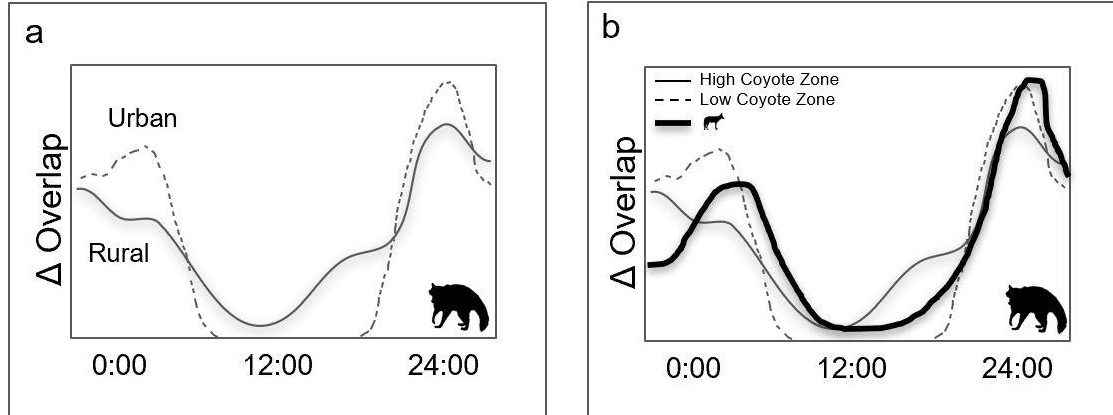 a
Urban
Rural
Δ Overlap
0:00 12:00 24:00
b
High Coyote Zone
Low Coyote Zone
Δ Overlap
0:00 12:00 24:00